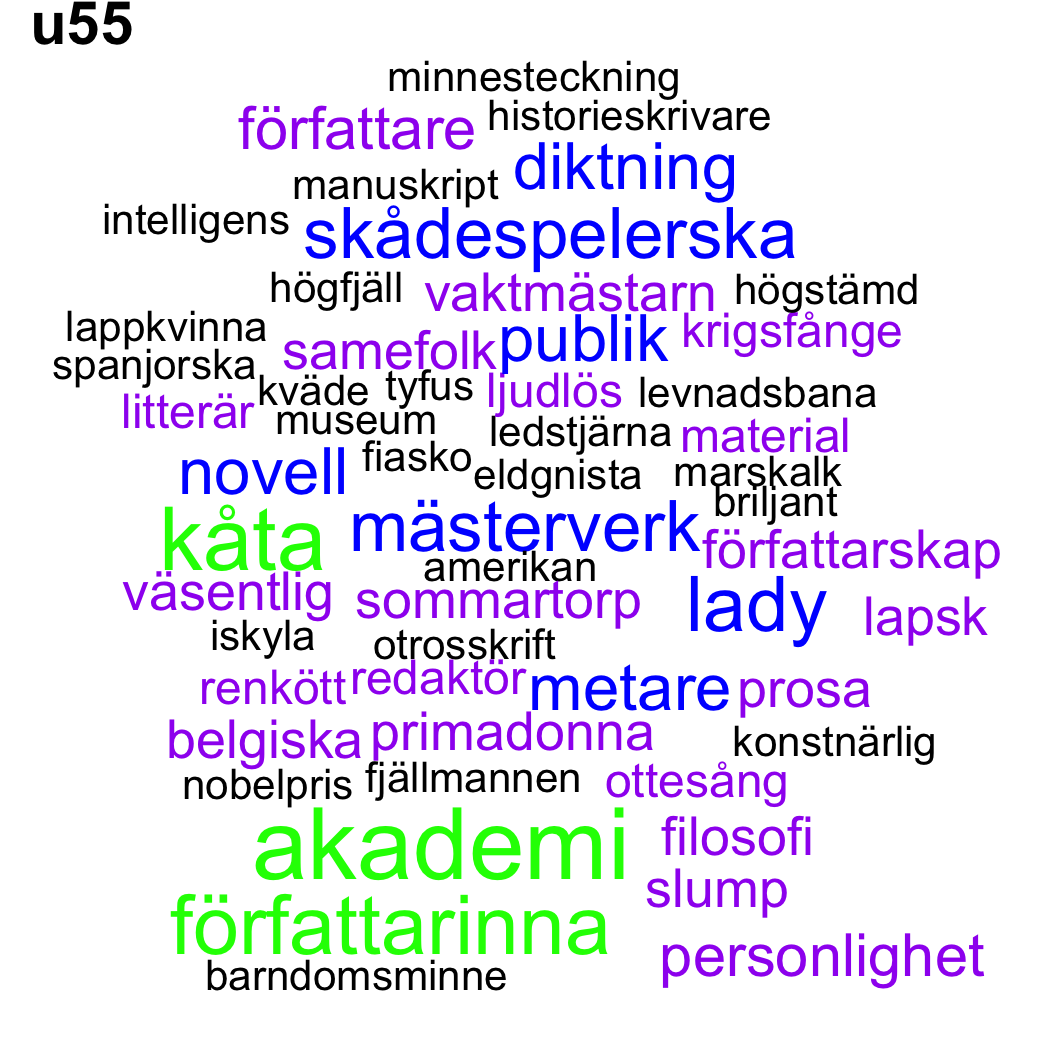 u55
minnesteckning
författare historieskrivare
manuskript diktning
intelligens skådespelerska
högfjäll vaktmästarn högstämd
lappkvinna samefolk publik krigsfånge
spanjorska kväde tyfus ljudlös levnadsbana
litterär museum ledstjärna material
novell fiasko eldgnista marskalk
briljant
kåta mästerverk författarskap
amerikan
väsentlig sommartorp lady lapsk
iskyla otrosskrift
renkött redaktör metare prosa
belgiska primadonna konstnärlig
nobelpris fjällmannen ottesång
akademi filosofi
slump
författarinna personlighet
barndomsminne